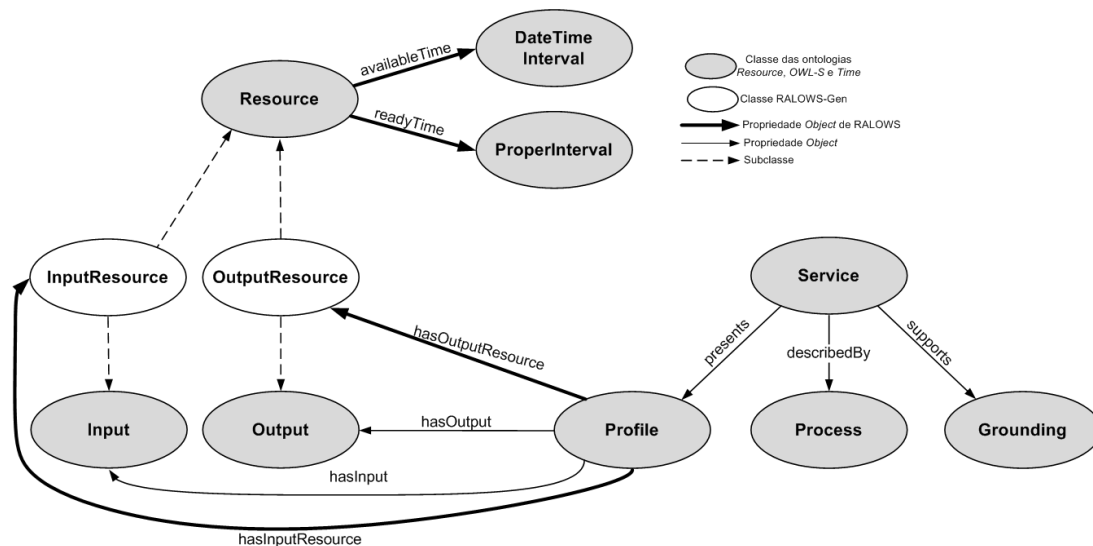 DateTime
Interval
availableTime
Resource
readyTime
ProperInterval
Classe das ontologias
Resource, OWL-S e Time
Classe RALOWS-Gen
Propriedade Object de RALOWS
Propriedade Object
Subclasse
InputResource
OutputResource
Service
hasOutputResource
presents
describedBy
supports
Input
Output
hasOutput
Profile
Process
Grounding
hasInput
hasInputResource